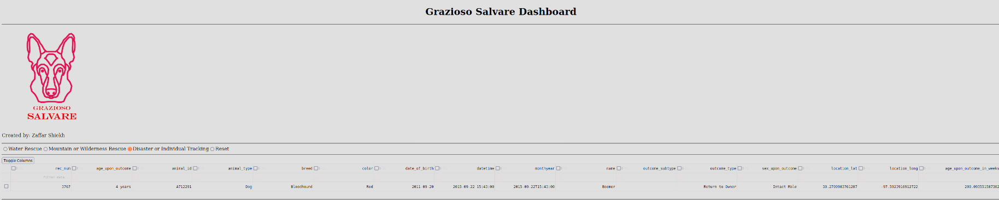 Grazioso Salvare Dashboard
GRAZIOSO
SALVARE
Created by: Zaffar Shiekh
Water Rescue Mountain or Wilderness Rescue Disaster or Individual Tracking Reset
Toggle Columns
rec_num age_upon_outcome animal_id animal_type breed color date_of_birth datetime monthyear name outcome_subtype outcome_type sex_upon_outcome location_lat location_long age_upon_outcome_in_weeks
filter data...
3767 4 years A712291 Dog Bloodhound Red 2011-09-20 2015-09-22 15:43:00 2015-09-22T15:43:00 Boomer Return to Owner Intact Male 30.2709983761287 -97.5923916912722 209.093551587302